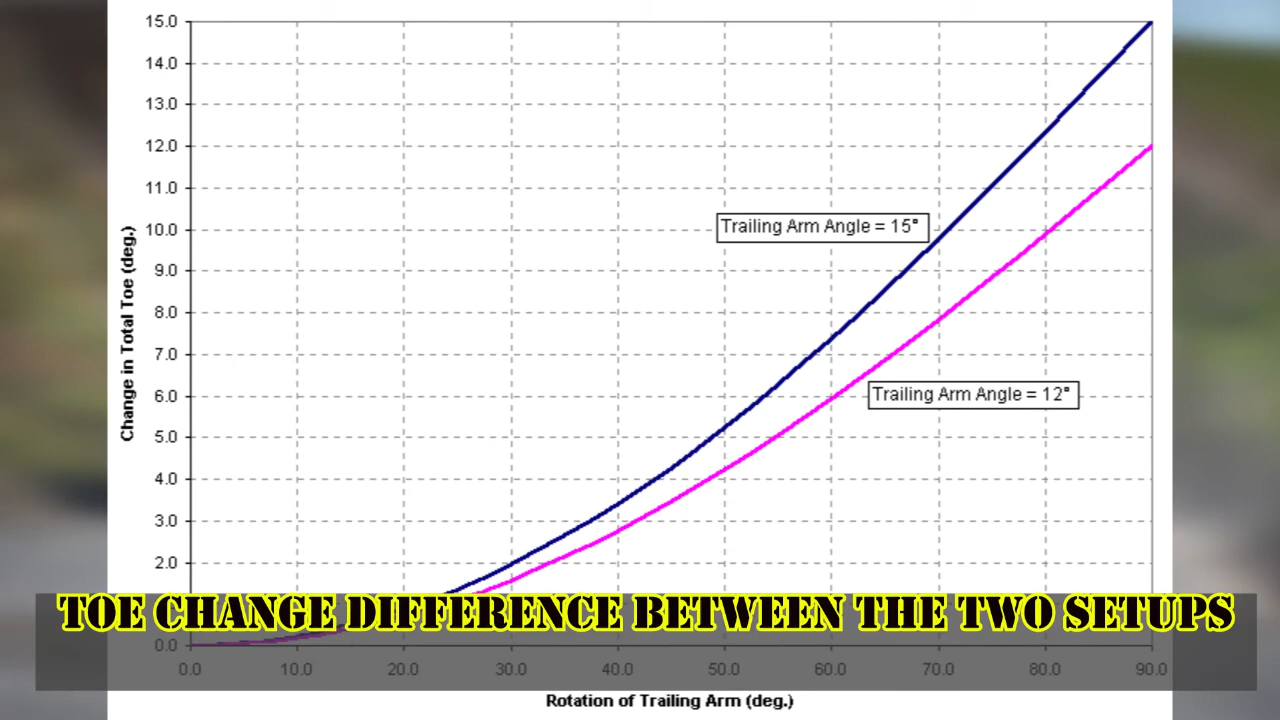 15.0
14.0
13.0
12.0
11.0
Trailing Arm Angle = 15°
10.0
9.0
8.0
7.0
Change in Total Toe (deg.)
Trailing Arm Angle = 12°
6.0
5.0
4.0
3.0
2.0
TOE CHANGE DIFFERENCE BETWEEN THE TWO SETUPS
0.0
0.0 10.0 20.0 30.0 40.0 50.0 60.0 70.0 80.0 90.0
Rotation of Trailing Arm (deg.)